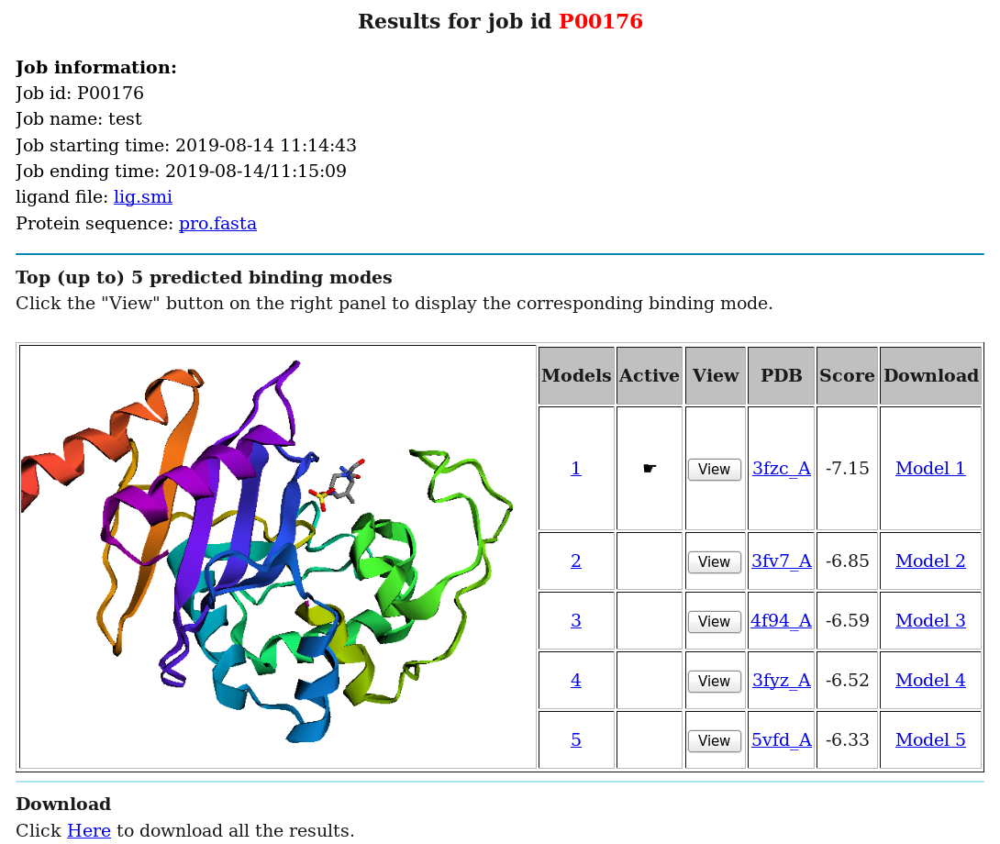 Results for job id P00176
Job information:
Job id: P00176
Job name: test
Job starting time: 2019-08-14 11:14:43
Job ending time: 2019-08-14/11:15:09
ligand file: lig.smi
Protein sequence: pro.fasta
Top (up to) 5 predicted binding modes
Click the "View" button on the right panel to display the corresponding binding mode.
Models Active View PDB Score Download
1 ☛ View 3fzc_A -7.15 Model 1
2 View 3fv7_A -6.85 Model 2
3 View 4f94_A -6.59 Model 3
4 View 3fyz_A -6.52 Model 4
5 View 5vfd_A -6.33 Model 5
Download
Click Here to download all the results.